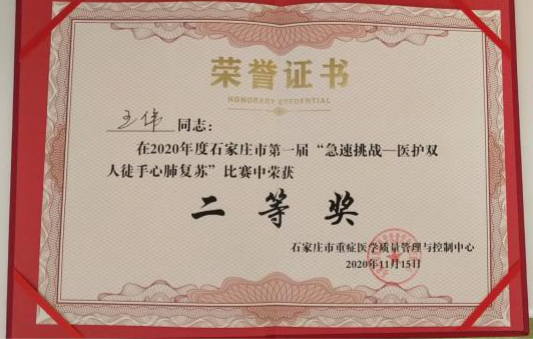 荣誉证书
HONORARY CREDENTIAL
王伟 同志：
在2020年度石家庄市第一届“急速挑战—医护双
人徒手心肺复苏”比赛中荣获
二等奖
石家庄市重症医学质量管理与控制中心
2020年11月15日